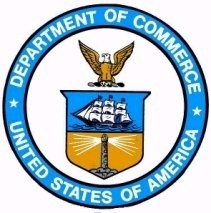 DEPARTMENT OF COMMERCE
UNITED STATES OF AMERICA